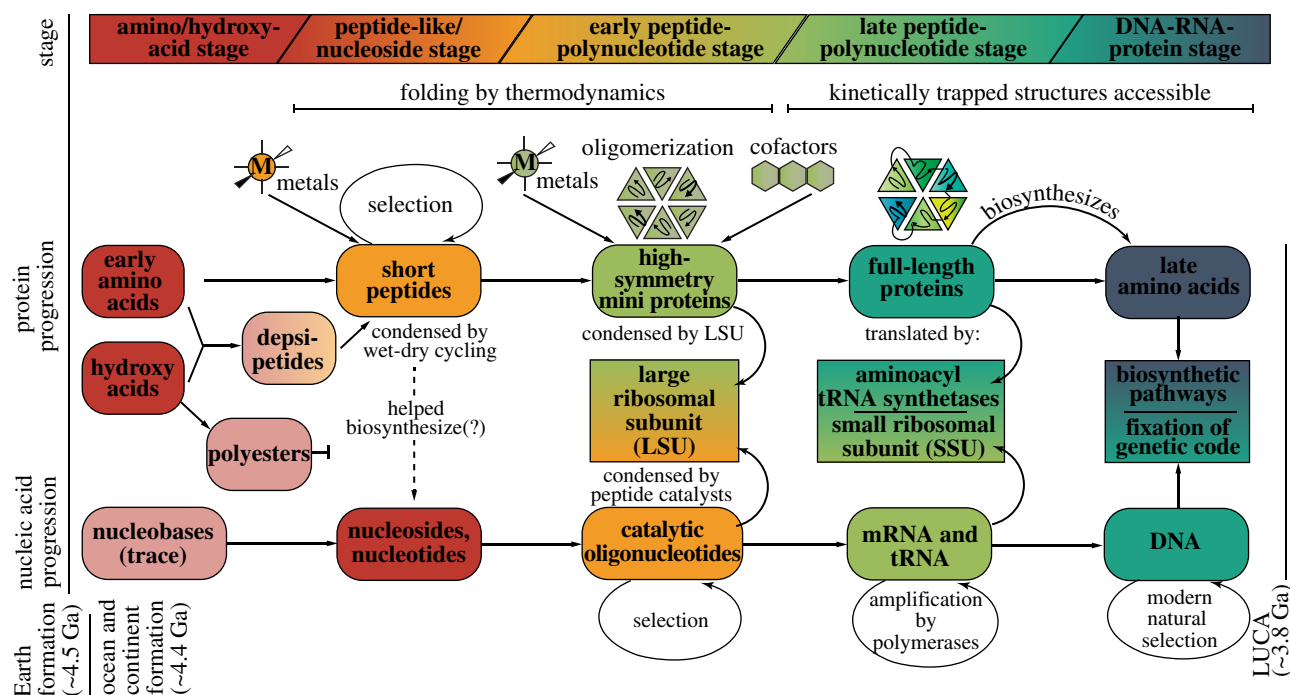 stage
amino/hydroxy-
acid stage
peptide-like/
nucleoside stage
early peptide-
polynucleotide stage
late peptide-
polynucleotide stage
DNA-RNA-
protein stage
folding by thermodynamics
kinetically trapped structures accessible
protein
progression
M
metals
selection
M
metals
oligomerization
cofactors
biosynthesizes
early
amino
acids
short
peptides
high-
symmetry
mini proteins
full-length
proteins
late
amino acids
hydroxy
acids
depsi-
petides
condensed by
wet-dry cycling
condensed by LSU
translated by:
polyesters
helped
biosynthesize(?)
large
ribosomal
subunit
(LSU)
aminoacyl
tRNA synthetases
small ribosomal
subunit (SSU)
biosynthetic
pathways
fixation of
genetic code
condensed by
peptide catalysts
nucleic acid
progression
nucleobases
(trace)
nucleosides,
nucleotides
catalytic
oligonucleotides
mRNA and
tRNA
DNA
selection
amplification
by
polymerases
modern
natural
selection
Earth
formation
(~4.5 Ga)
ocean and
continent
formation
(~4.4 Ga)
LUCA
(~3.8 Ga)